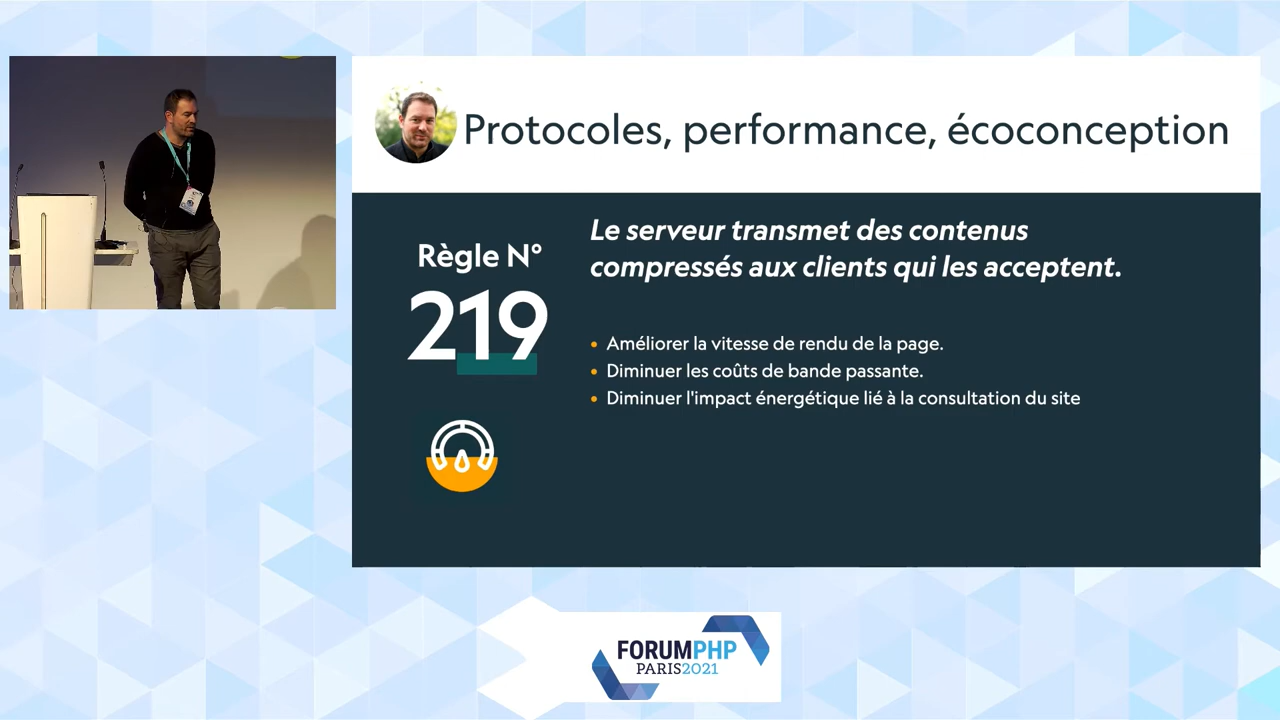 Protocoles, performance, écoconception
Règle N°
219
Le serveur transmet des contenus
compressés aux clients qui les acceptent.
• Améliorer la vitesse de rendu de la page.
• Diminuer les coûts de bande passante.
• Diminuer l'impact énergétique lié à la consultation du site
FORUMPHP
PARIS2021